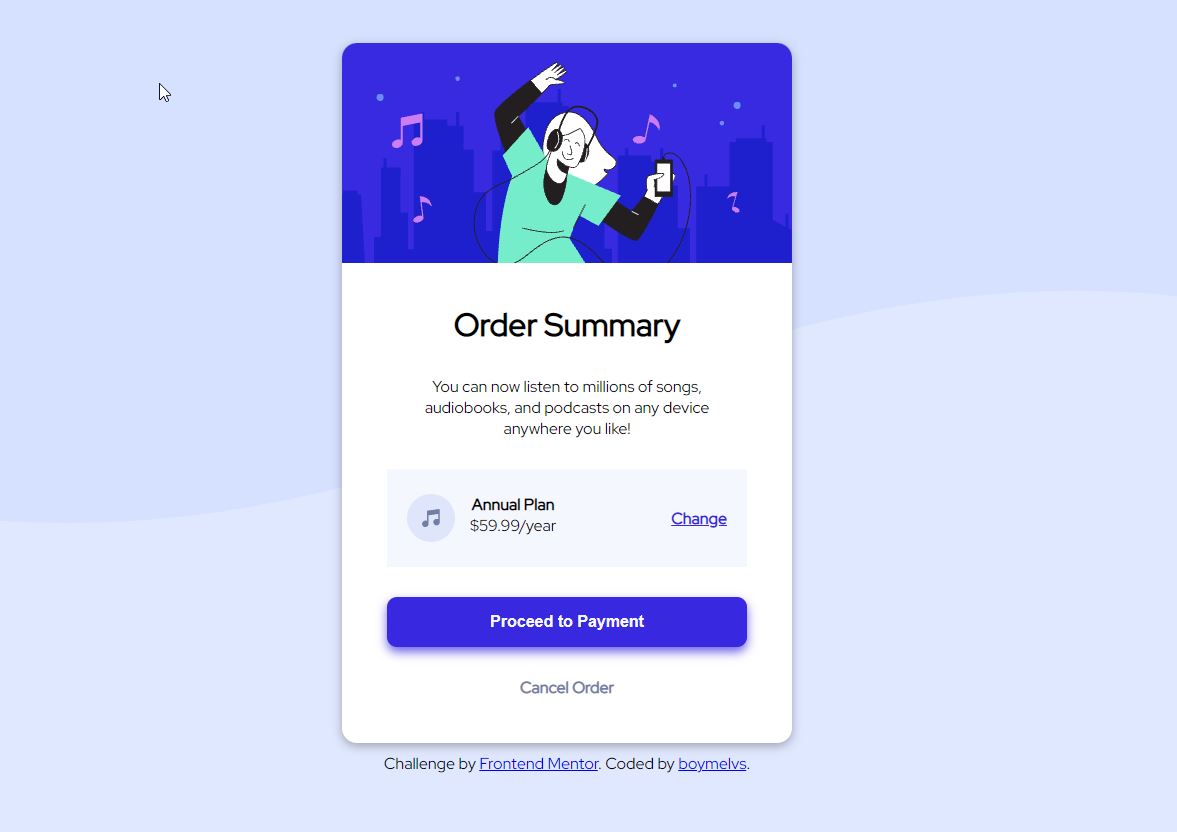 Order Summary
You can now listen to millions of songs,
audiobooks, and podcasts on any device
anywhere you like!
Annual Plan
$59.99/year
Change
Proceed to Payment
Cancel Order
Challenge by Frontend Mentor. Coded by boymelvs.